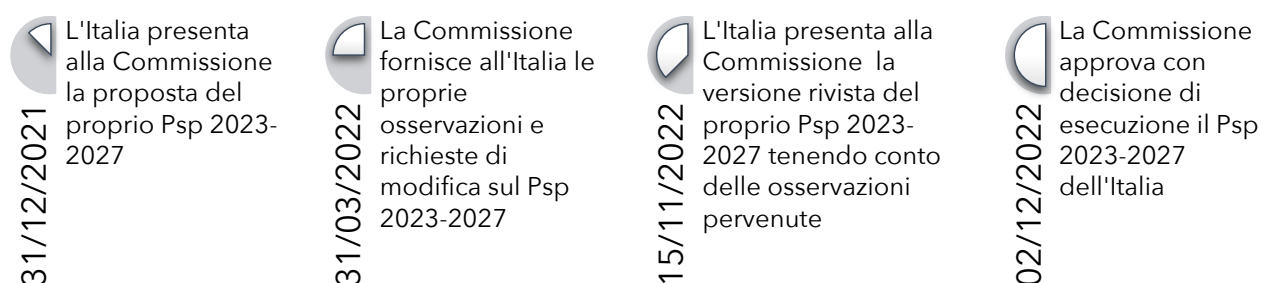 31/12/2021
L'Italia presenta
alla Commissione
la proposta del
proprio Psp 2023-
2027
31/03/2022
La Commissione
fornisce all'Italia le
proprie
osservazioni e
richieste di
modifica sul Psp
2023-2027
15/11/2022
L'Italia presenta alla
Commissione la
versione rivista del
proprio Psp 2023-
2027 tenendo conto
delle osservazioni
pervenute
02/12/2022
La Commissione
approva con
decisione di
esecuzione il Psp
2023-2027
dell'Italia